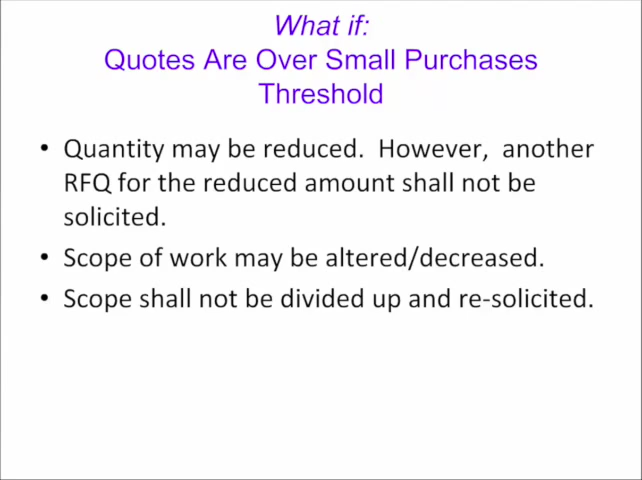 What if:
Quotes Are Over Small Purchases
Threshold
• Quantity may be reduced.  However,  another
RFQ for the reduced amount shall not be
solicited.
• Scope of work may be altered/decreased.
• Scope shall not be divided up and re-solicited.